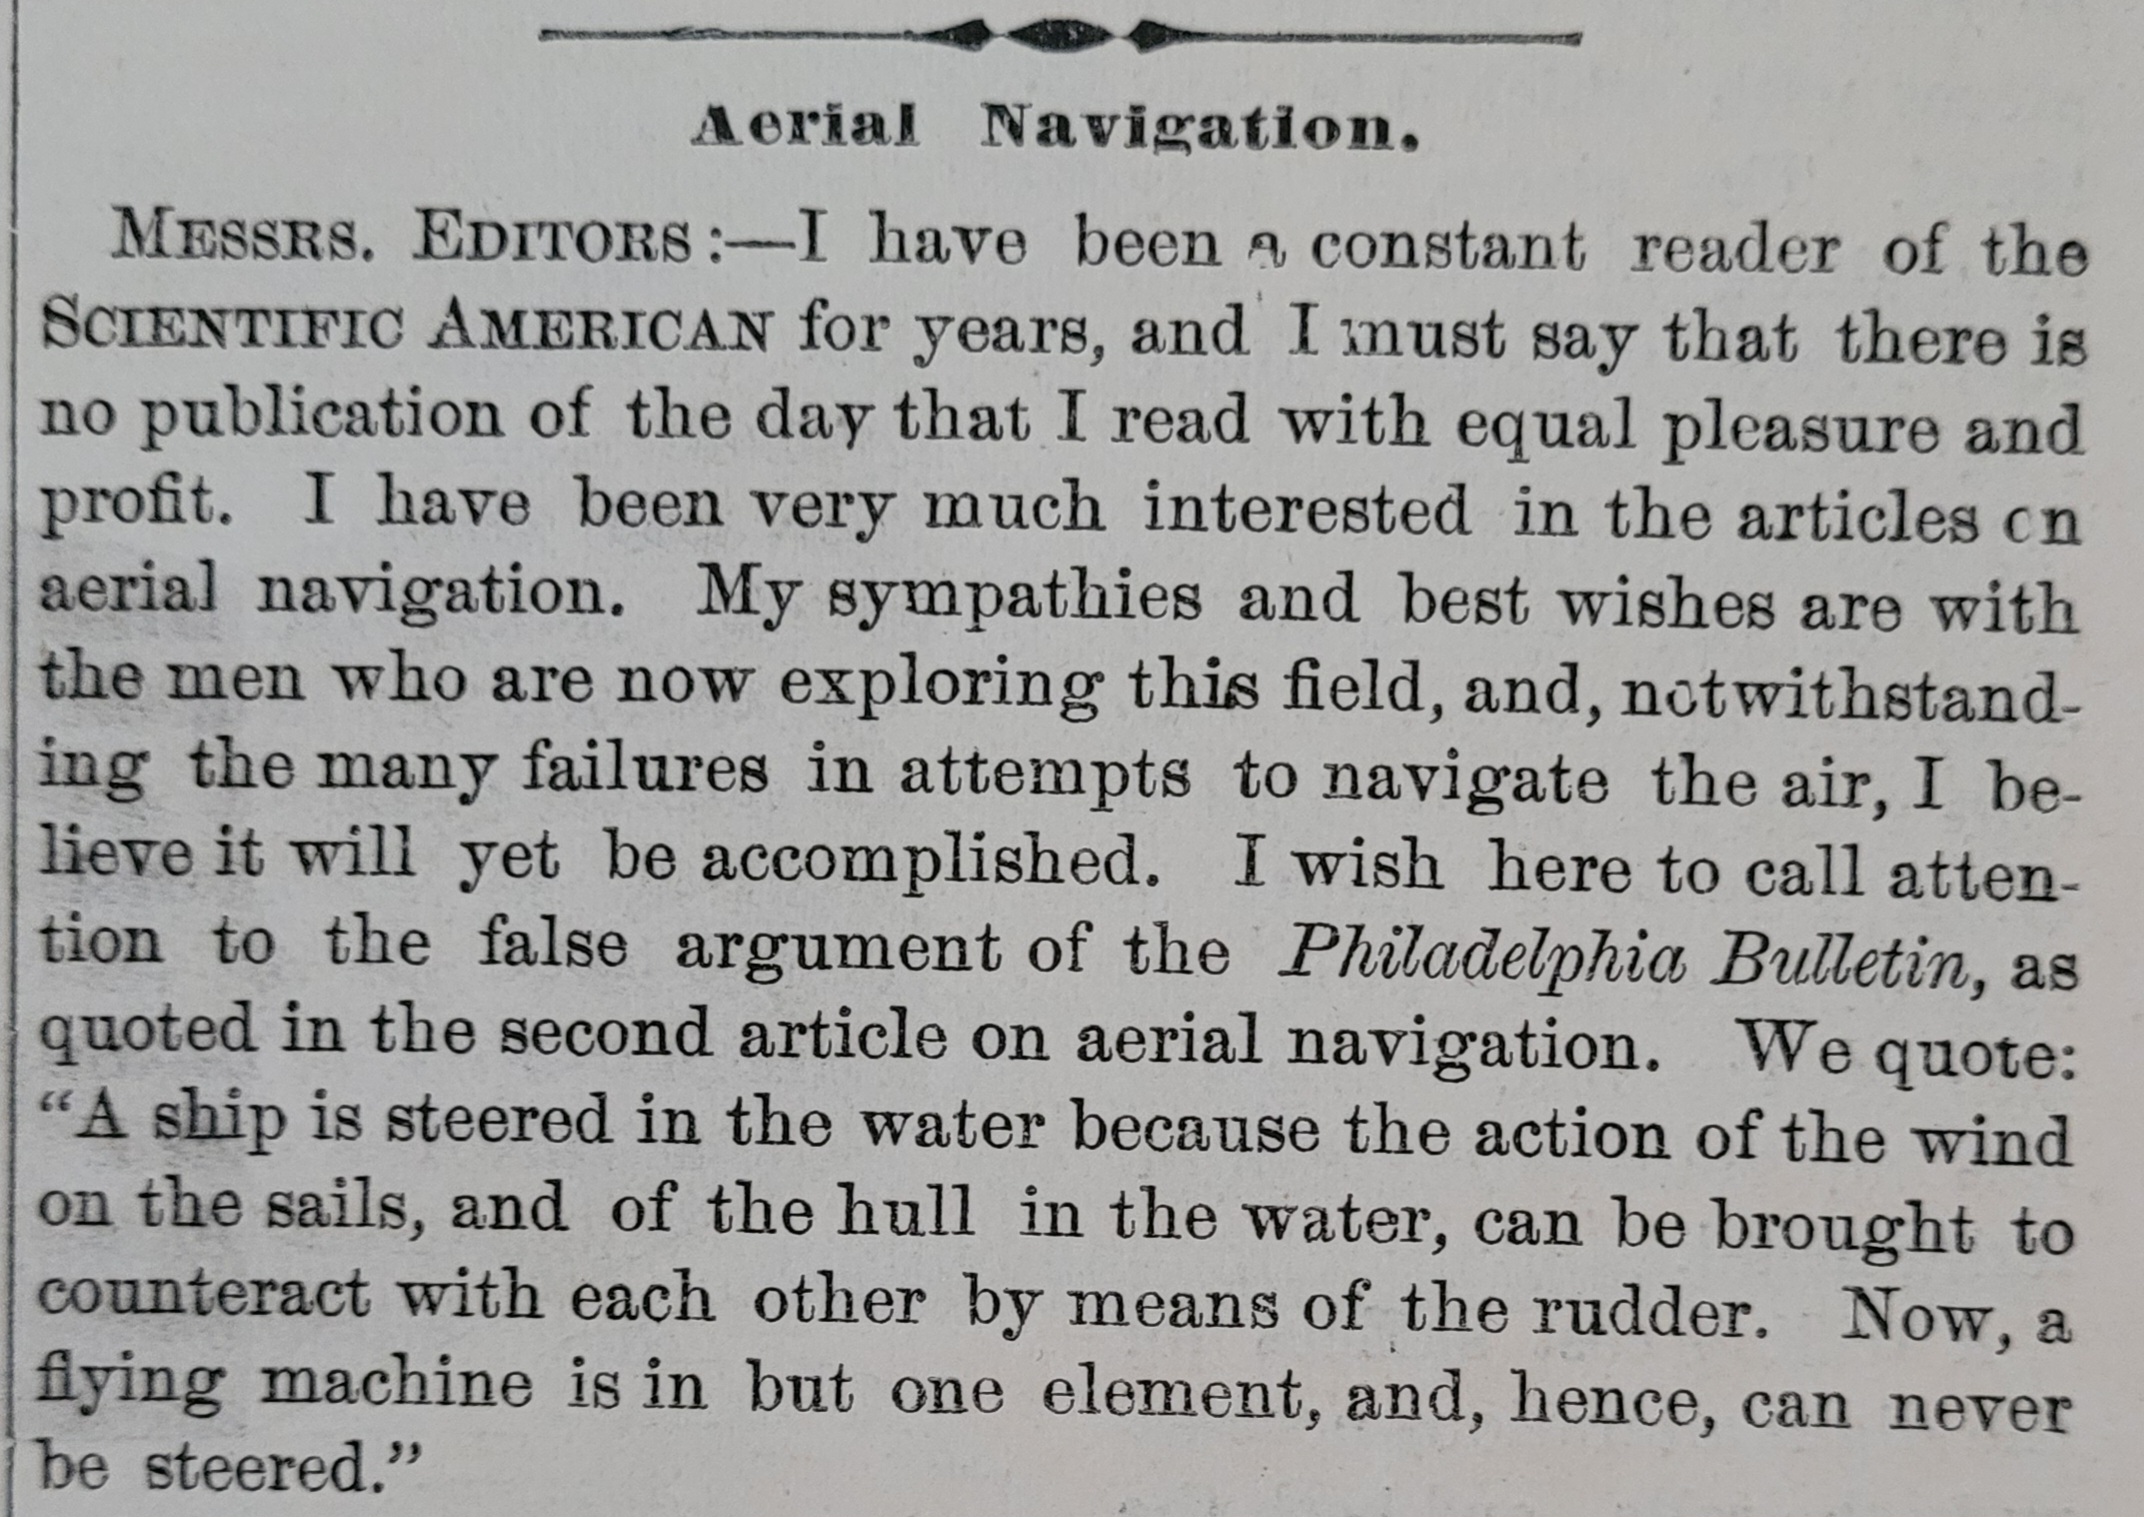 Aerial Navigation.
MESSRS. EDITORS:—I have been a constant reader of the
SCIENTIFIC AMERICAN for years, and I must say that there is
no publication of the day that I read with equal pleasure and
profit. I have been very much interested in the articles on
aerial navigation. My sympathies and best wishes are with
the men who are now exploring this field, and, notwithstand-
ing the many failures in attempts to navigate the air, I be-
lieve it will yet be accomplished. I wish here to call atten-
tion to the false argument of the Philadelphia Bulletin, as
quoted in the second article on aerial navigation. We quote:
“A ship is steered in the water because the action of the wind
on the sails, and of the hull in the water, can be brought to
counteract with each other by means of the rudder. Now, a
flying machine is in but one element, and, hence, can never
be steered.”